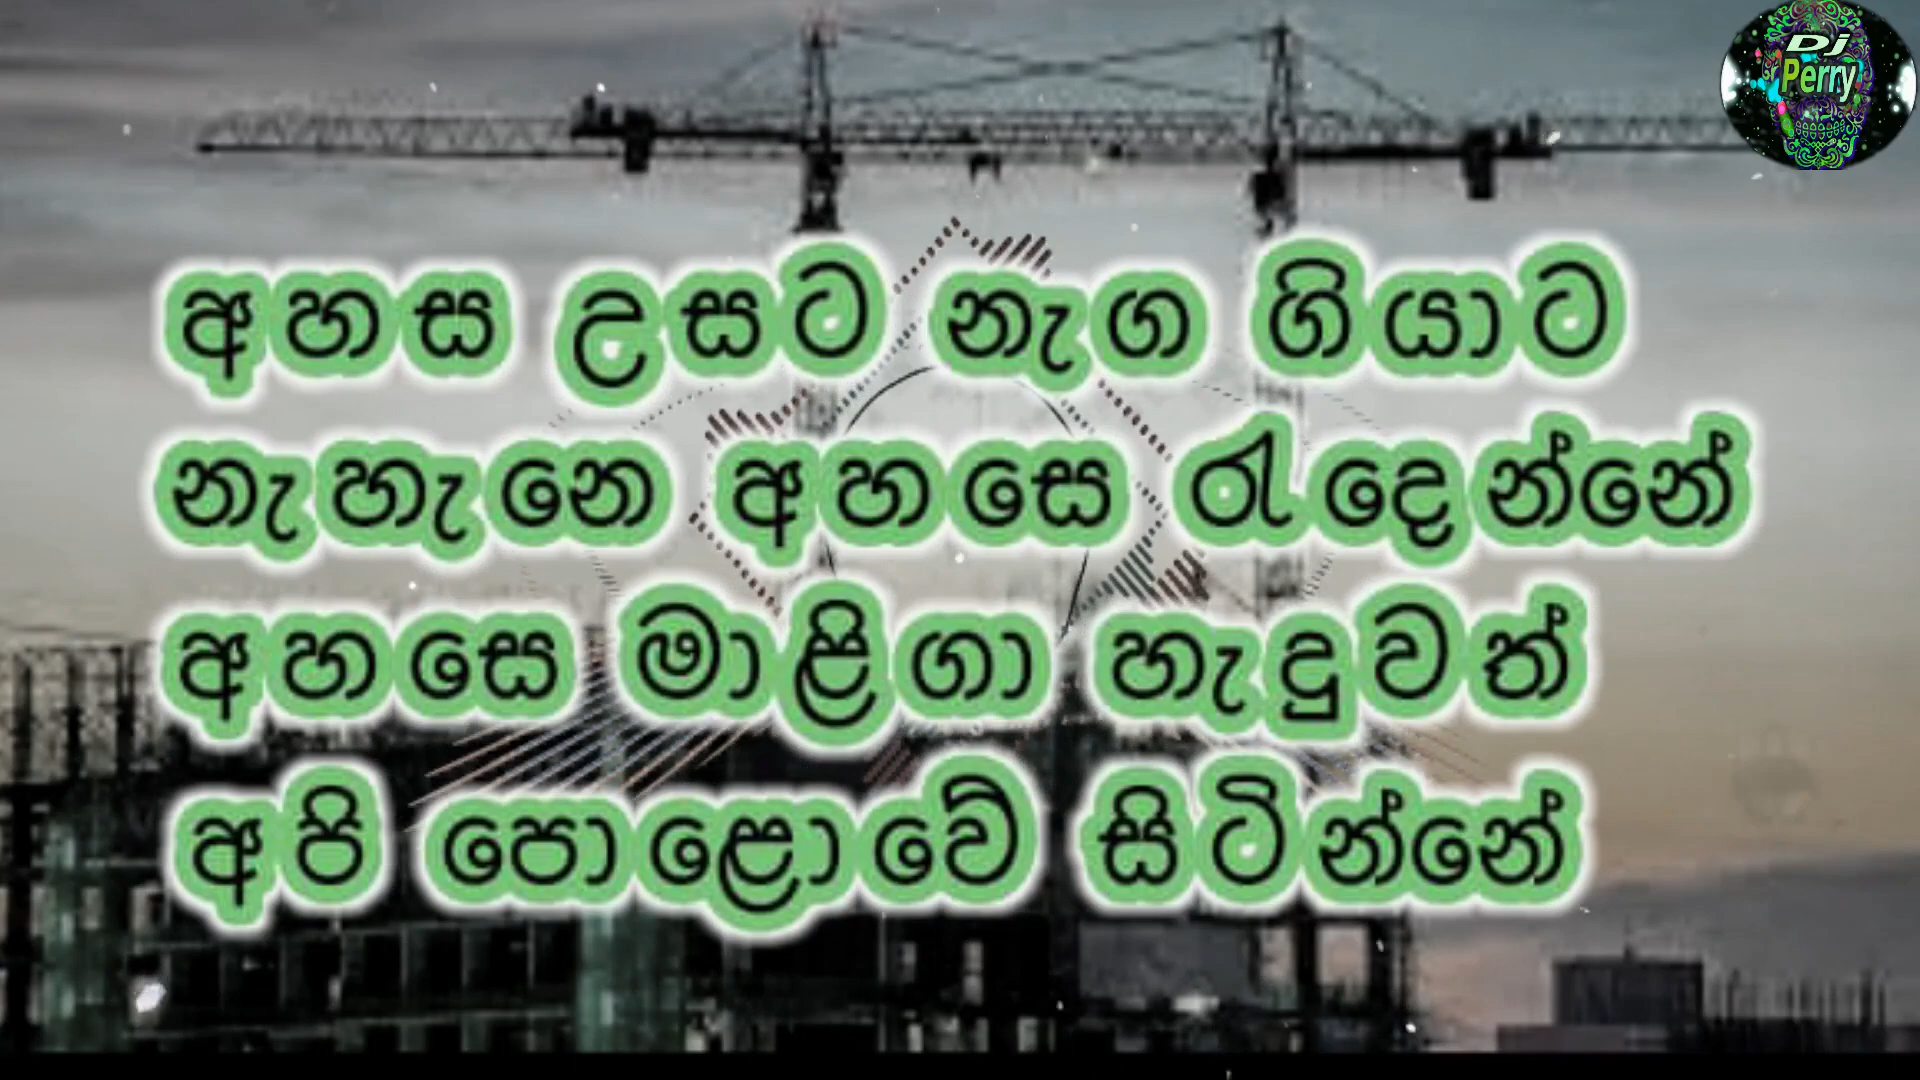 Dj
Perry
අහස උසට නැග ගියාට
නැහැනෙ අහසෙ රැදෙන්නේ
අහසෙ මාළිගා හැදුවත්
අපි පොළොවේ සිටින්නේ